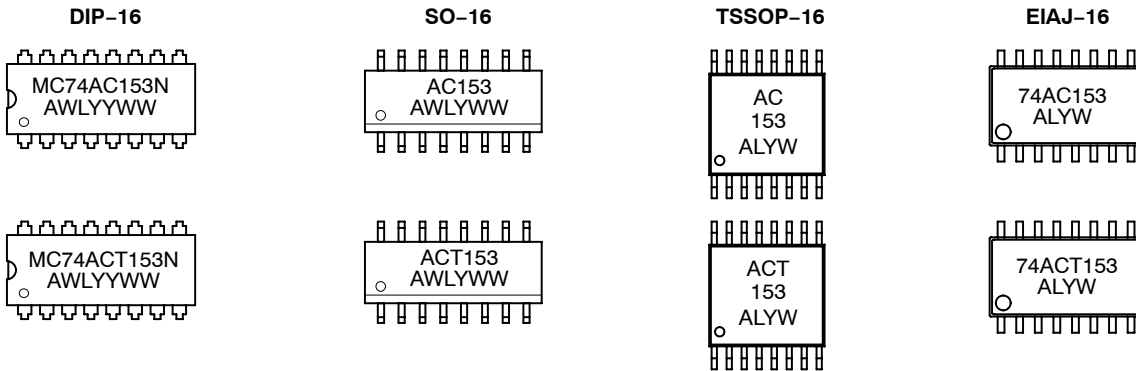 DIP−16
SO−16
TSSOP−16
EIAJ−16
MC74AC153N
AWLYYWW
AC153
AWLYWW
AC
153
ALYW
74AC153
ALYW
MC74ACT153N
AWLYYWW
ACT153
AWLYWW
ACT
153
ALYW
74ACT153
ALYW